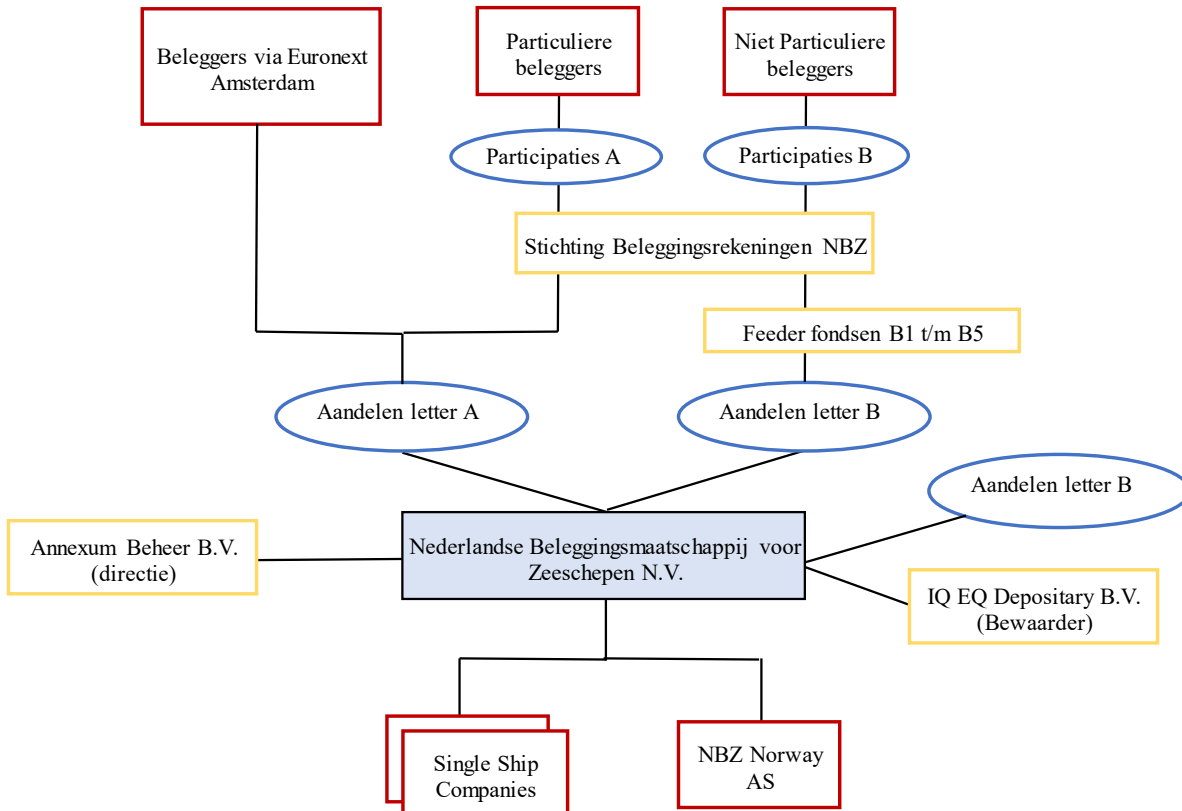 Beleggers via Euronext
Amsterdam
Particuliere
beleggers
Niet Particuliere
beleggers
Participaties A
Participaties B
Stichting Beleggingsrekeningen NBZ
Feeder fondsen B1 t/m B5
Aandelen letter A
Aandelen letter B
Aandelen letter B
Annexum Beheer B.V.
(directie)
Nederlandse Beleggingsmaatschappij voor
Zeeschepen N.V.
IQ EQ Depositary B.V.
(Bewaarder)
Single Ship
Companies
NBZ Norway
AS